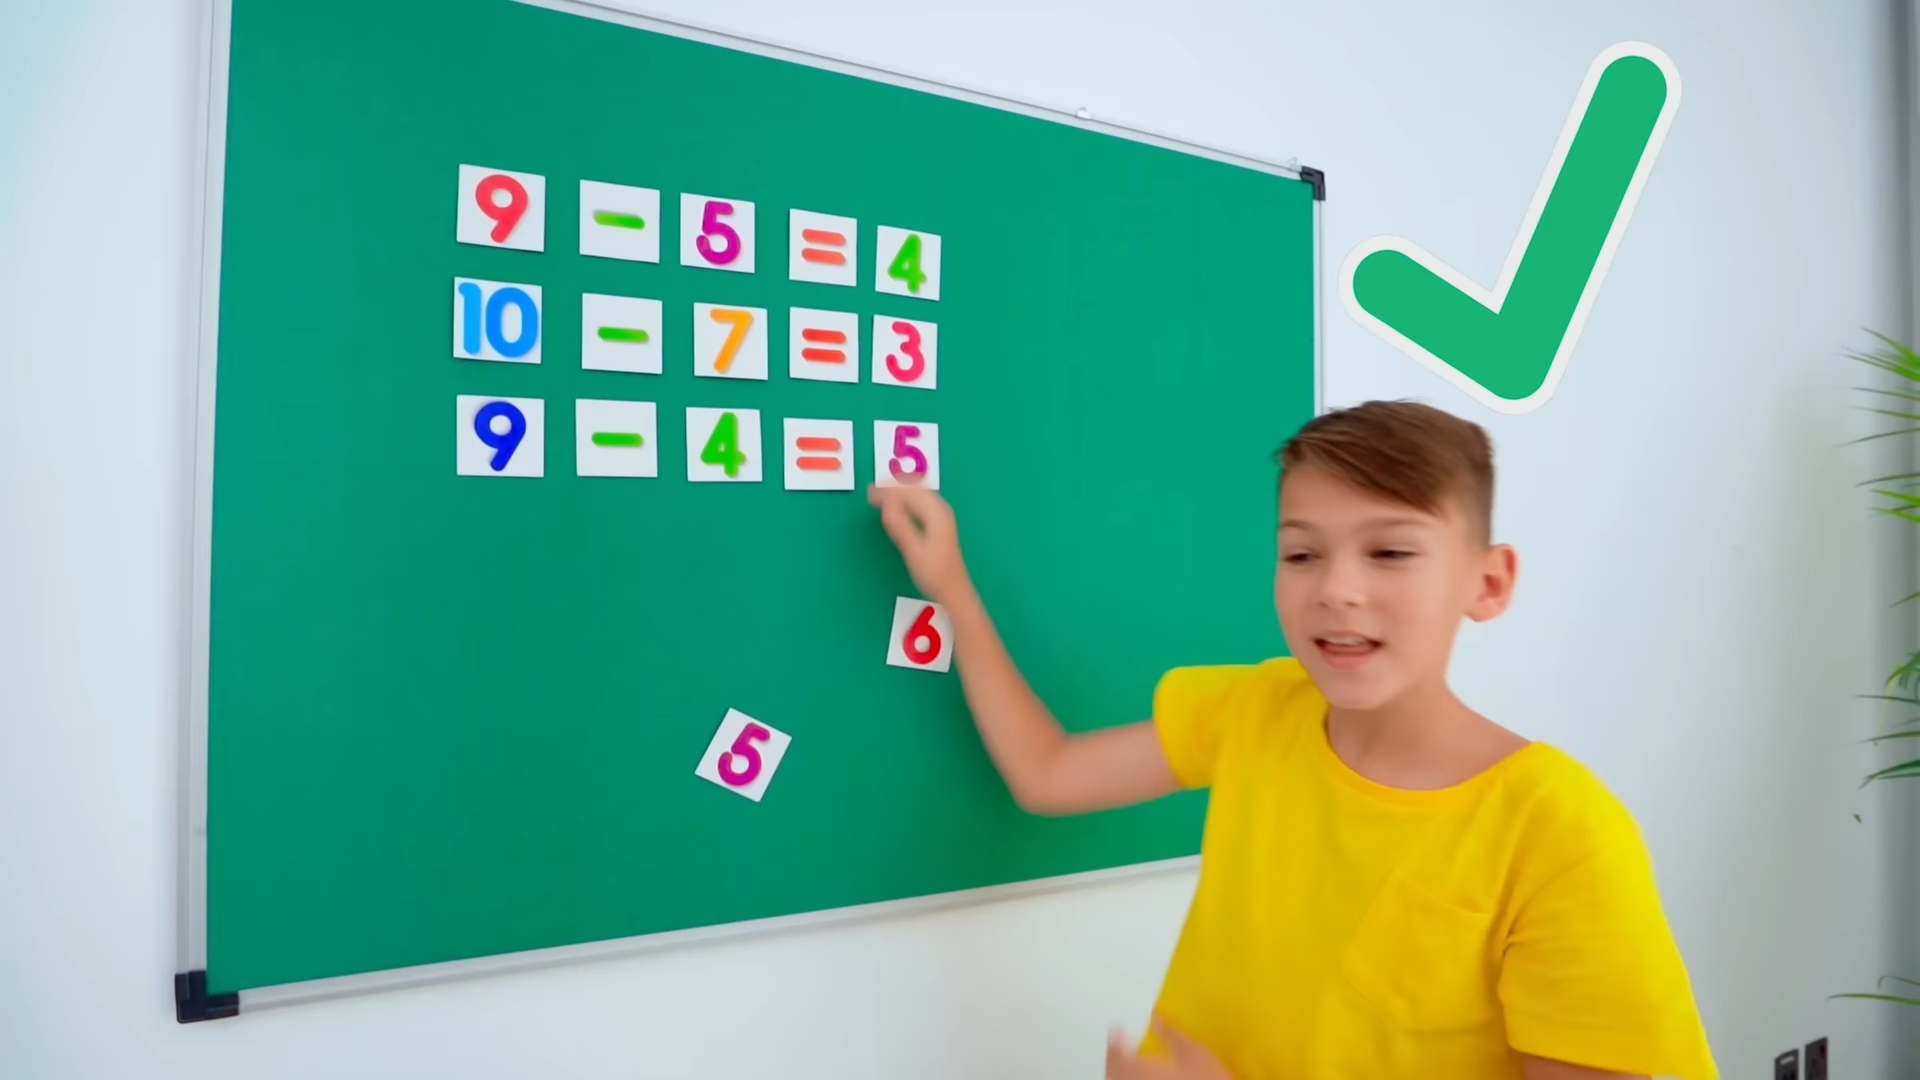 9 - 5 = 4
10 - 7 = 3
9 - 4 = 5
6
5